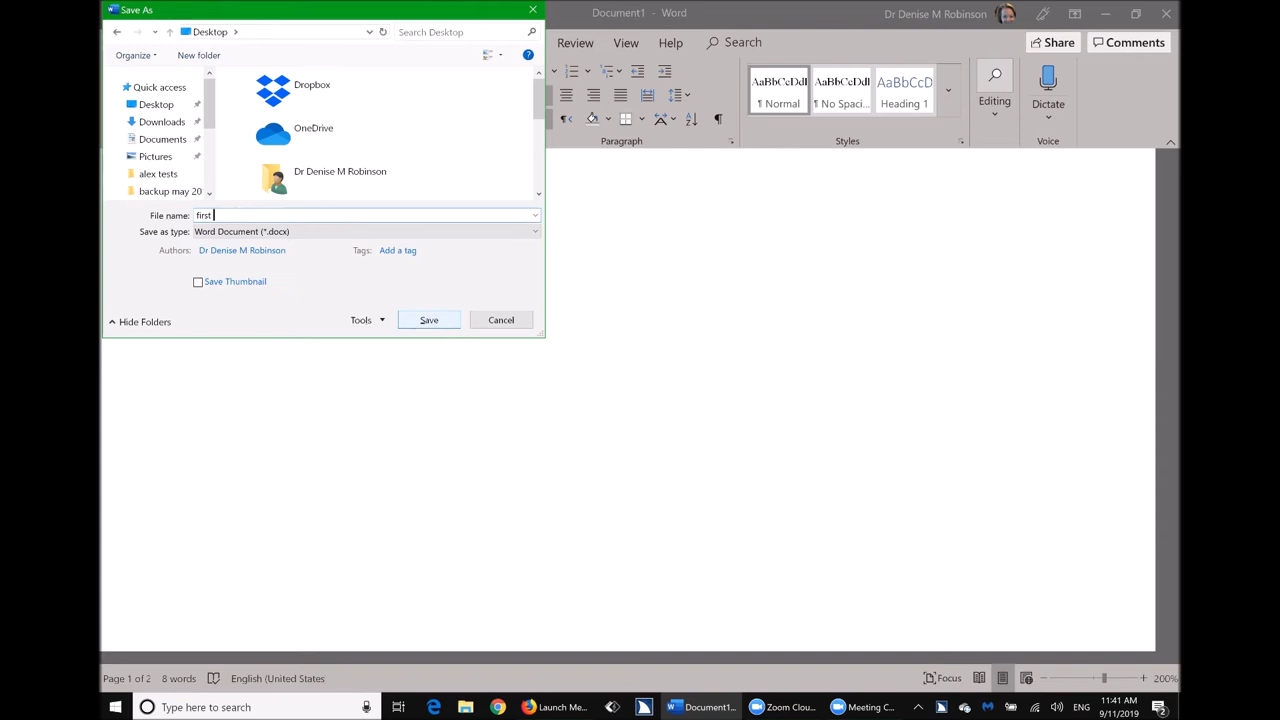 Save As
Document1 - Word
Dr Denise M Robinson
Desktop
Search Desktop
Review View Help Search
Share Comments
Organize
New folder
Quick access
Desktop
Downloads
Documents
Pictures
alex tests
backup may 20
Dropbox
OneDrive
Dr Denise M Robinson
AaBbCcDdI
¶ Normal
AaBbCcDdI
¶ No Spaci...
AaBbCcD
Heading 1
Editing
Dictate
Paragraph
Styles
Voice
File name: first
Save as type: Word Document (*.docx)
Authors: Dr Denise M Robinson
Tags: Add a tag
Save Thumbnail
Hide Folders
Tools
Save
Cancel
Page 1 of 2 8 words English (United States
Focus
200%
Type here to search
Launch Me...
Document1...
Zoom Clou...
Meeting C...
ENG
11:41 AM
9/11/2019
2